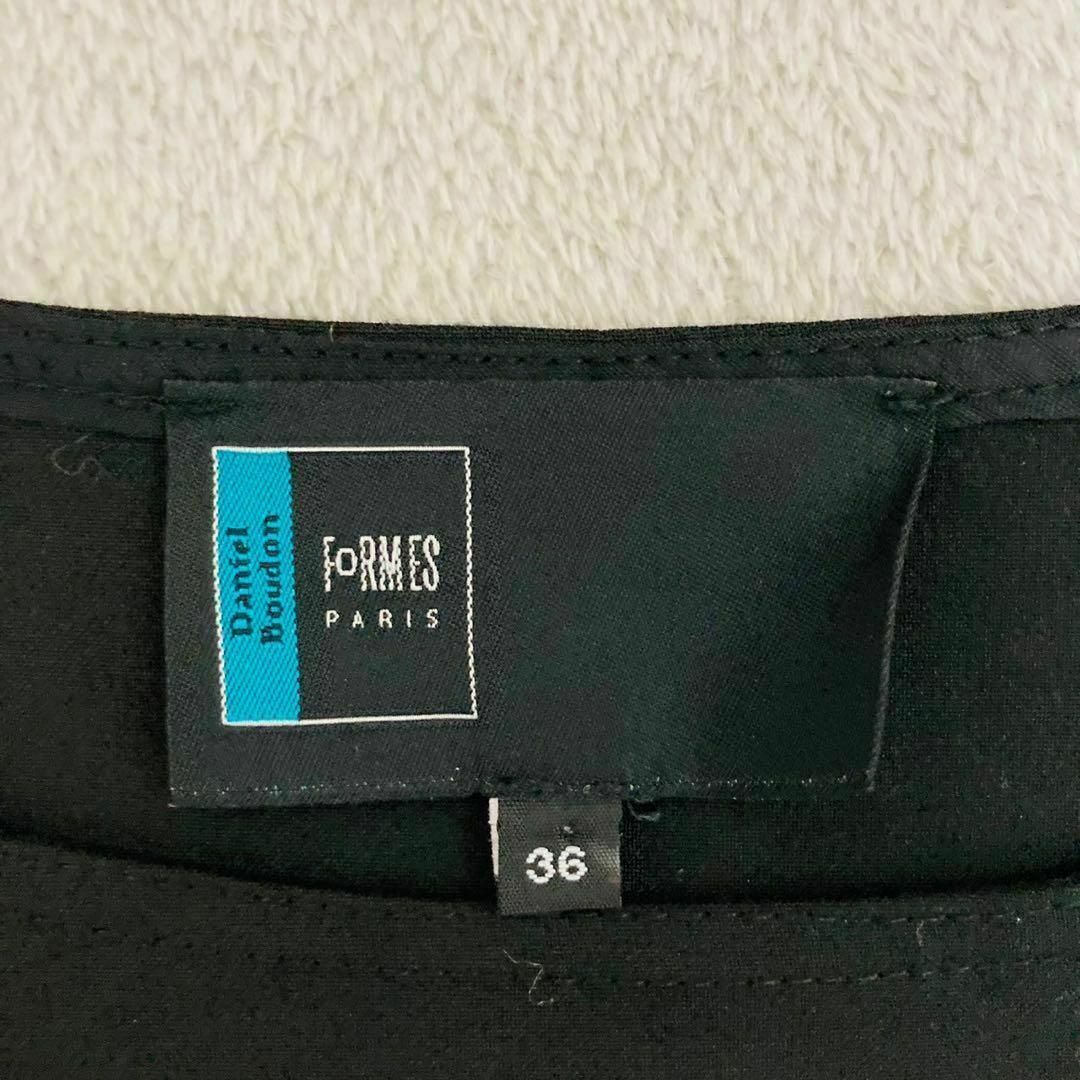 Daniel
Boudon
FoRMES
PARIS
36